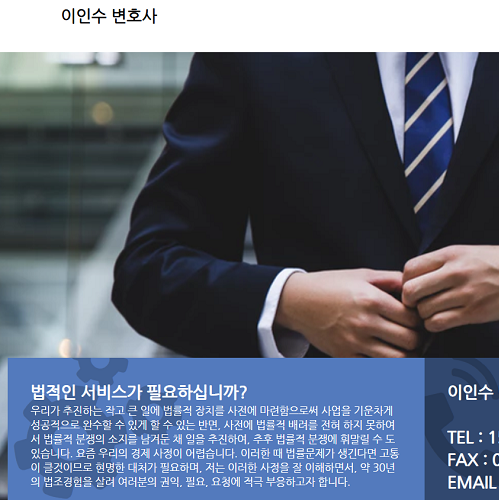 이인수 변호사
법적인 서비스가 필요하십니까?
우리가 추진하는 작고 큰 일에 법률적 장치를 사전에 마련함으로써 사업을 기운차게
성공적으로 완수할 수 있게 할 수 있는 반면, 사전에 법률적 배려를 전혀 하지 못하여
서 법률적 분쟁의 소지를 남겨둔 채 일을 추진하여, 추후 법률적 분쟁에 휘말릴 수 도
있습니다. 요즘 우리의 경제 사정이 어렵습니다. 이러한 때 법률문제가 생긴다면 고통
이 클것이므로 현명한 대처가 필요하며, 저는 이러한 사정을 잘 이해하면서, 약 30년
의 법조경험을 살려 여러분의 권익, 필요, 요청에 적극 부응하고자 합니다.
이인수
TEL : 1
FAX : 0
EMAIL